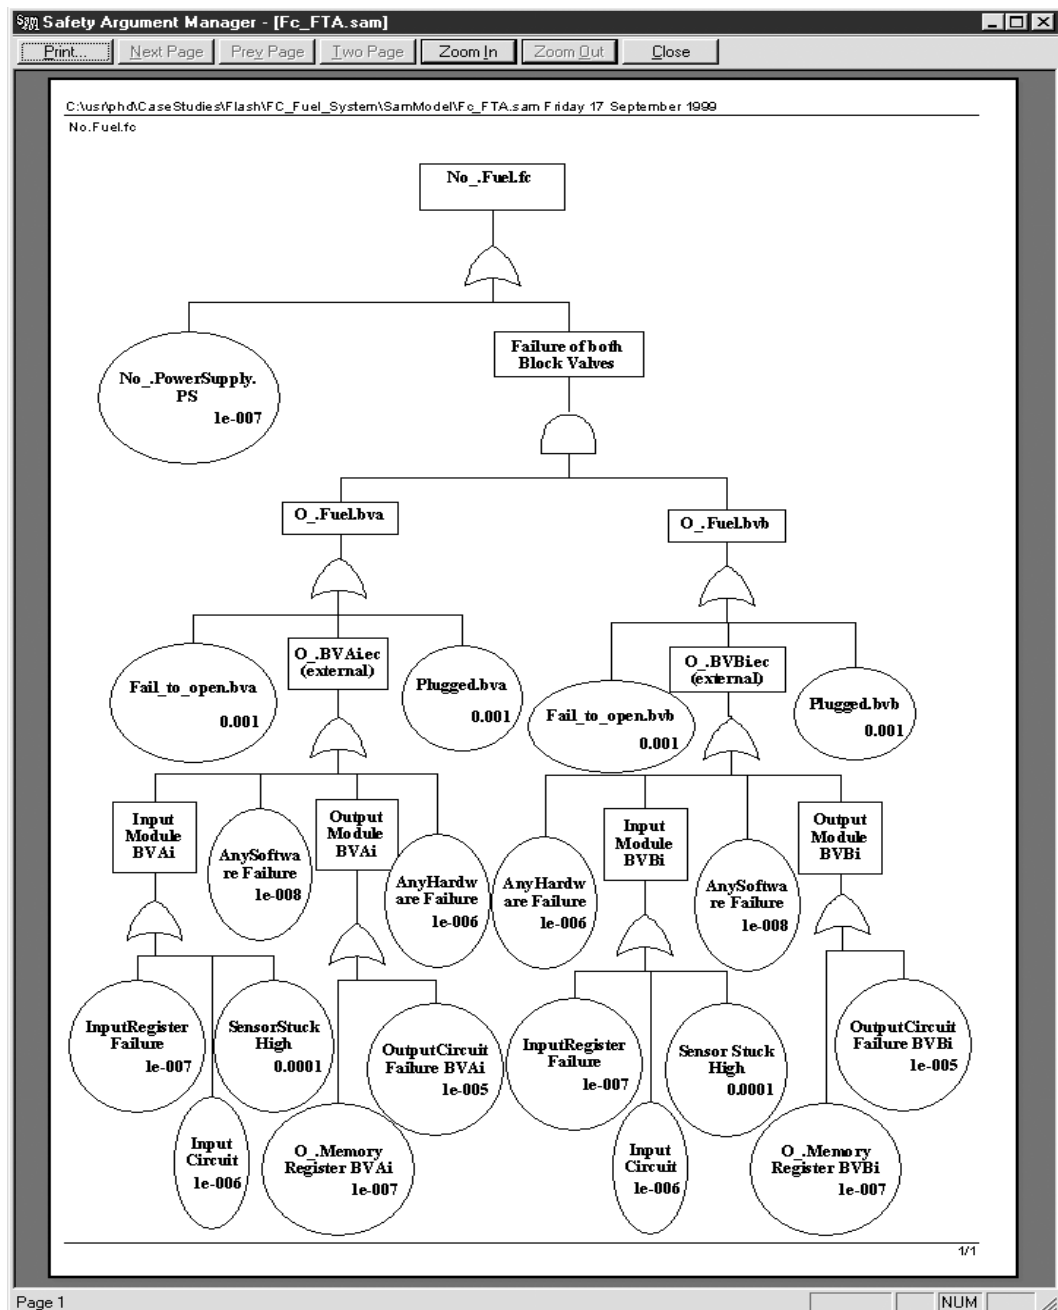 Sam 401 Safety Argument Manager - [Fc_FTA.sam]
Print... Next Page Prev Page Two Page Zoom In Zoom Out Close
C:\usr\phd\CaseStudies\Flash\FC_Fuel_System\SamModel\Fc_FTA.sam Friday 17 September 1999
No.Fuel.fc
No_.Fuel.fc
No_.PowerSupply.
PS
1e-007
Failure of both
Block Valves
O_.Fuel.bva
O_.Fuel.bvb
Fail_to_open.bva
0.001
O_.BVAi.ec
(external)
Plugged.bva
0.001
Fail_to_open.bvb
0.001
O_.BVBi.ec
(external)
Plugged.bvb
0.001
Input
Module
BVAi
AnySoftwa
re Failure
1e-008
Output
Module
BVAi
AnyHardw
are Failure
1e-006
AnyHardw
are Failure
1e-006
Input
Module
BVBi
AnySoftwa
re Failure
1e-008
Output
Module
BVBi
InputRegister
Failure
1e-007
SensorStuck
High
0.0001
OutputCircuit
Failure BVAi
1e-005
InputRegister
Failure
1e-007
Sensor Stuck
High
0.0001
OutputCircuit
Failure BVBi
1e-005
Input
Circuit
1e-006
O_.Memory
Register BVAi
1e-007
Input
Circuit
1e-006
O_.Memory
Register BVBi
1e-007
1/1
Page 1 NUM